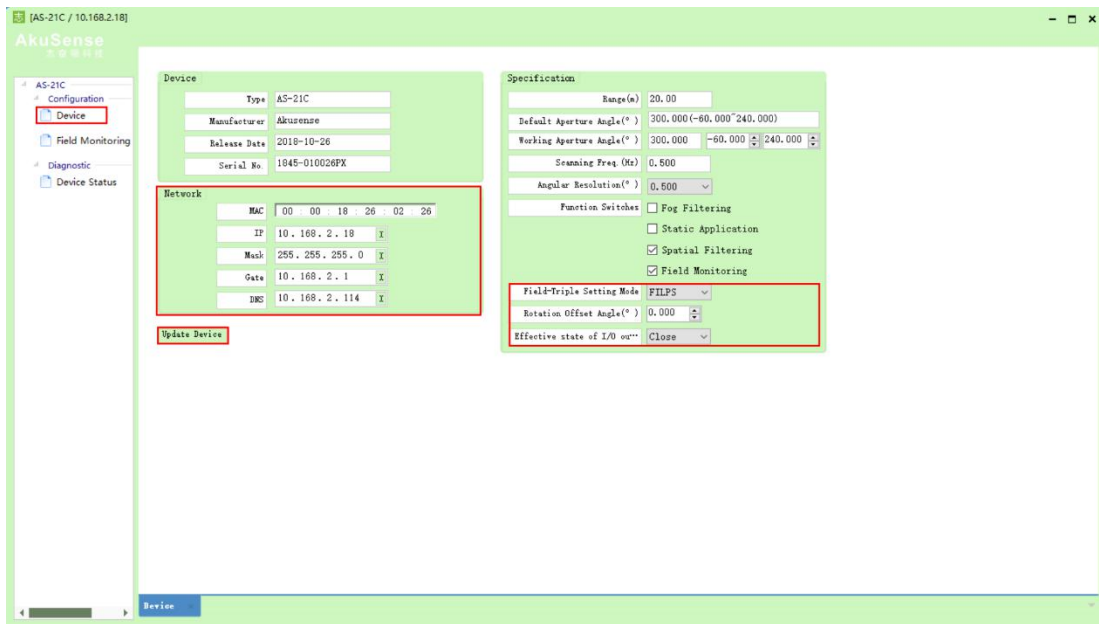 [AS-21C / 10.168.2.18]
AkuSense
AS-21C
Configuration
Device
Field Monitoring
Diagnostic
Device Status
Device
Type AS-21C
Manufacturer Akusense
Release Date 2018-10-26
Serial No. 1845-010026PX
Network
MAC 00 : 00 : 18 : 26 : 02 : 26
IP 10 . 168 . 2 . 18 X
Mask 255 . 255 . 255 . 0 X
Gate 10 . 168 . 2 . 1 X
DNS 10 . 168 . 2 . 114 X
Update Device
Specification
Range(m) 20.00
Default Aperture Angle(° ) 300.000(-60.000~240.000)
Working Aperture Angle(° ) 300.000 -60.000 240.000
Scanning Freq.(Hz) 0.500
Angular Resolution(° ) 0.500
Function Switches Fog Filtering
Static Application
Spatial Filtering
Field Monitoring
Field-Triple Setting Mode FILPS
Rotation Offset Angle(° ) 0.000
Effective state of I/O ou… Close
Device